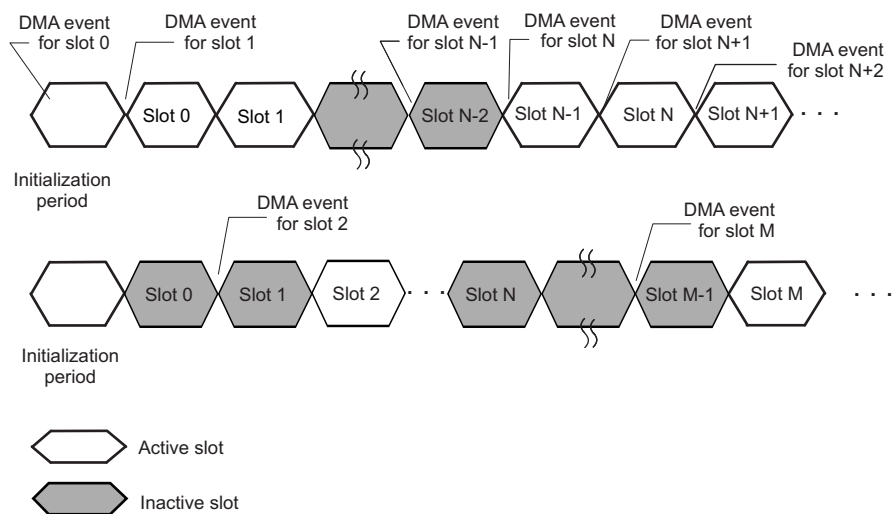 DMA event
for slot 0
DMA event
for slot 1
DMA event
for slot N-1
DMA event
for slot N
DMA event
for slot N+1
DMA event
for slot N+2
Slot 0
Slot 1
Slot N-2
Slot N-1
Slot N
Slot N+1
. . .
Initialization
period
DMA event
for slot 2
DMA event
for slot M
Slot 0
Slot 1
Slot 2
. . .
Slot N
Slot M-1
Slot M
. . .
Initialization
period
Active slot
Inactive slot